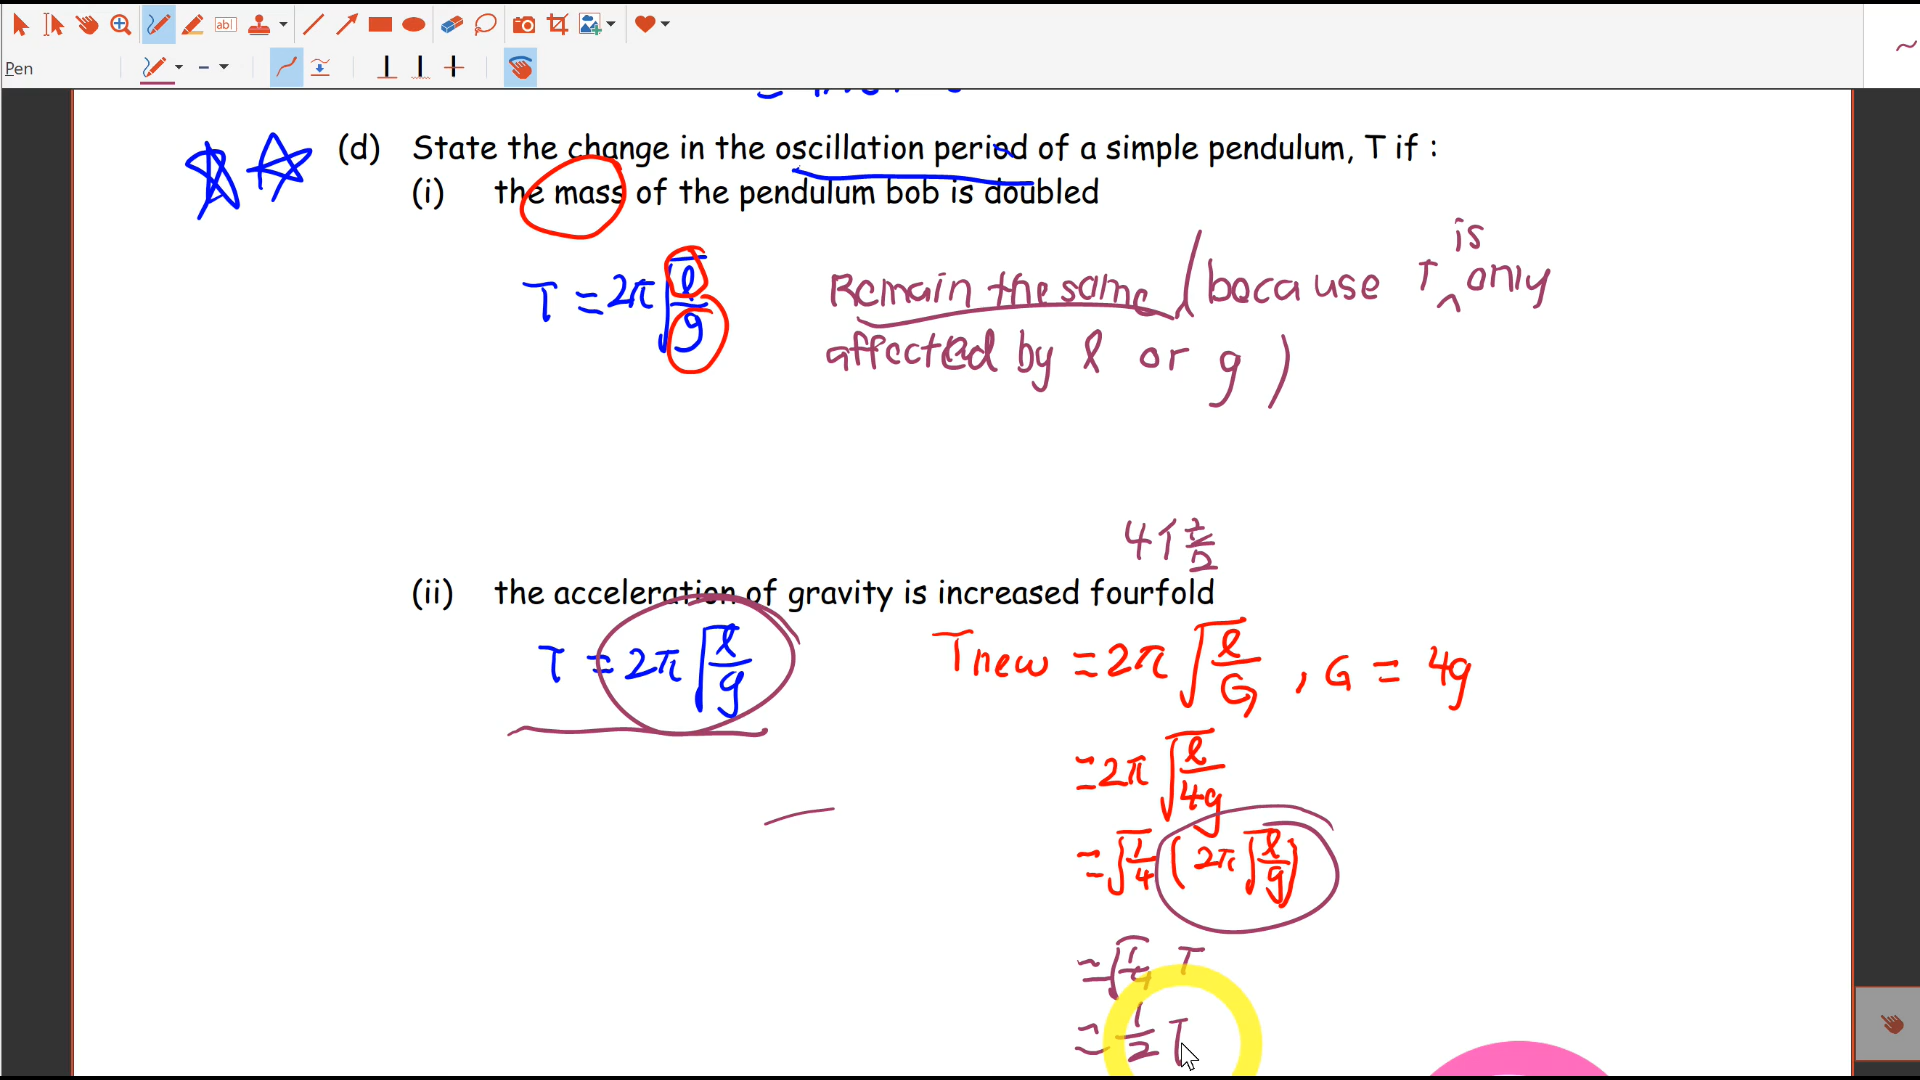 Pen
(d) State the change in the oscillation period of a simple pendulum, T if :
(i) the mass of the pendulum bob is doubled
T = 2π √(l/g)
Remain the same (because T is only
affected by l or g)
4个
(ii) the acceleration of gravity is increased fourfold
T = 2π √(l/g)
Tnew = 2π √(l/G) , G = 4g
= 2π √(l/4g)
= √(1/4) (2π √(l/g))
= √(1/4) T
= 1/2 T